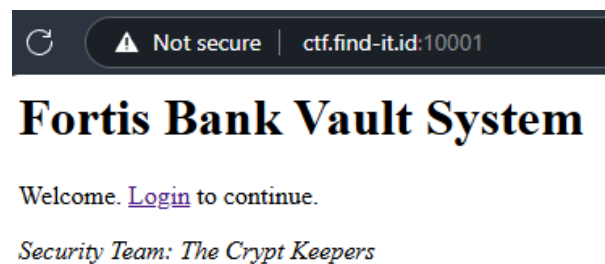 Not secure ctf.find-it.id:10001
Fortis Bank Vault System
Welcome. Login to continue.
Security Team: The Crypt Keepers